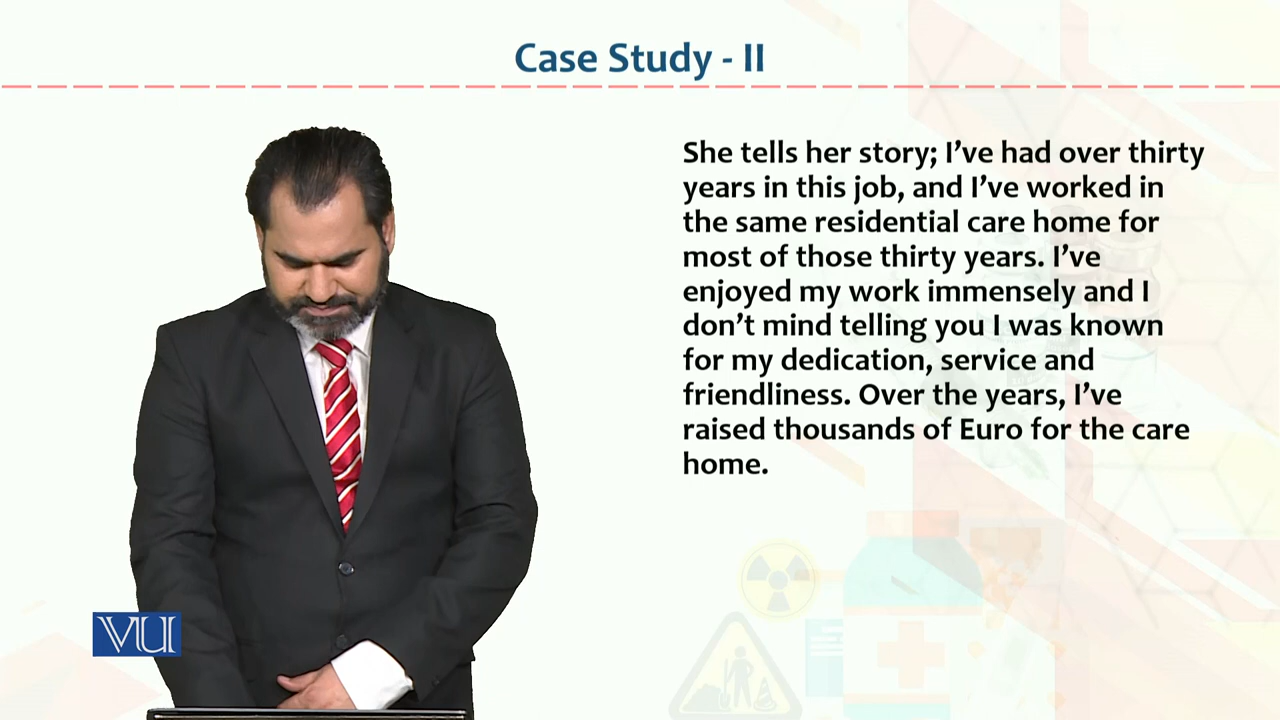 Case Study - II
She tells her story; I've had over thirty
years in this job, and I've worked in
the same residential care home for
most of those thirty years. I've
enjoyed my work immensely and I
don't mind telling you I was known
for my dedication, service and
friendliness. Over the years, I've
raised thousands of Euro for the care
home.
VU